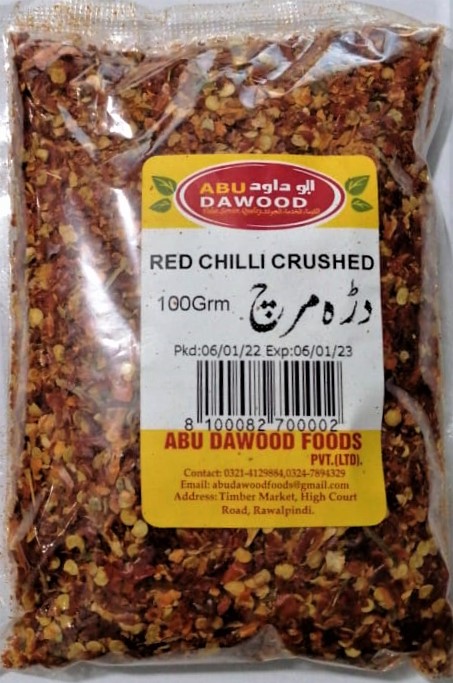 ABU ابو داود
DAWOOD
RED CHILLI CRUSHED
100Grm دڑہ مرچ
Pkd:06/01/22 Exp:06/01/23
8 100082 700002
ABU DAWOOD FOODS
PVT.(LTD).
Contact: 0321-4129884,0324-7894329
Email: abudawoodfoods@gmail.com
Address: Timber Market, High Court
Road, Rawalpindi.